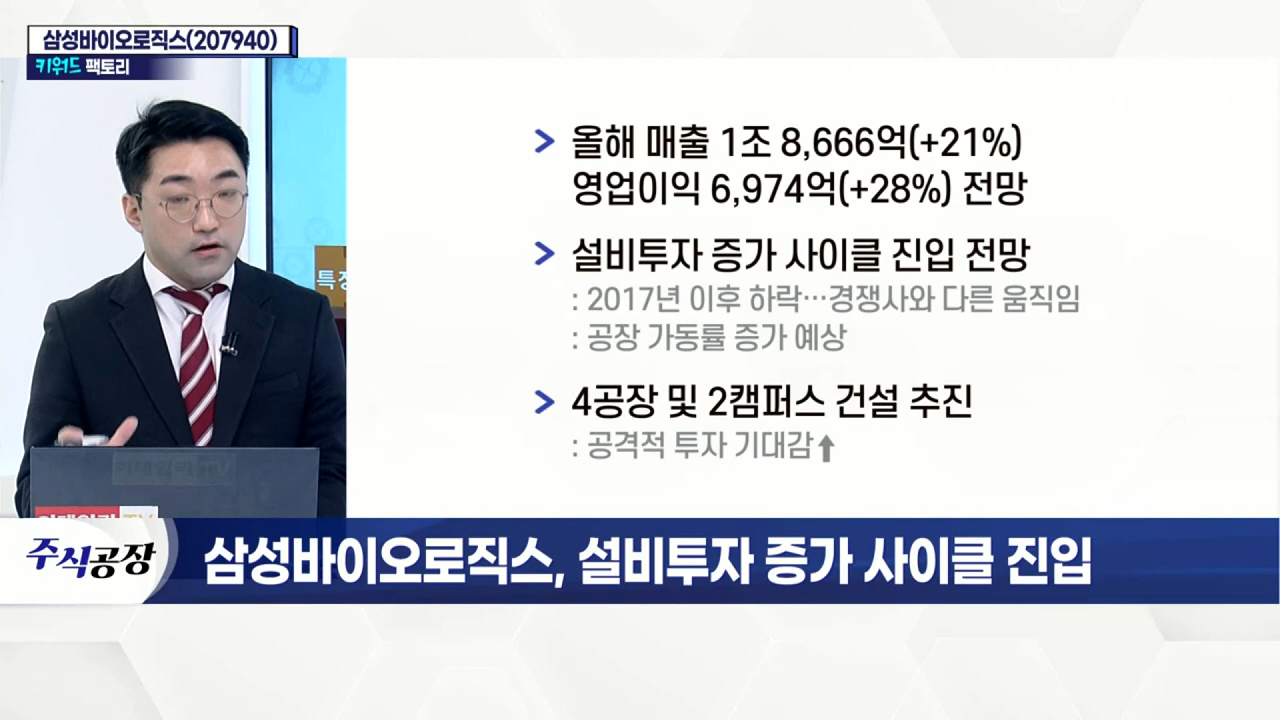 삼성바이오로직스(207940)
키워드 팩토리
올해 매출 1조 8,666억(+21%)
영업이익 6,974억(+28%) 전망
설비투자 증가 사이클 진입 전망
: 2017년 이후 하락…경쟁사와 다른 움직임
: 공장 가동률 증가 예상
4공장 및 2캠퍼스 건설 추진
: 공격적 투자 기대감⬆
주식공장
삼성바이오로직스, 설비투자 증가 사이클 진입